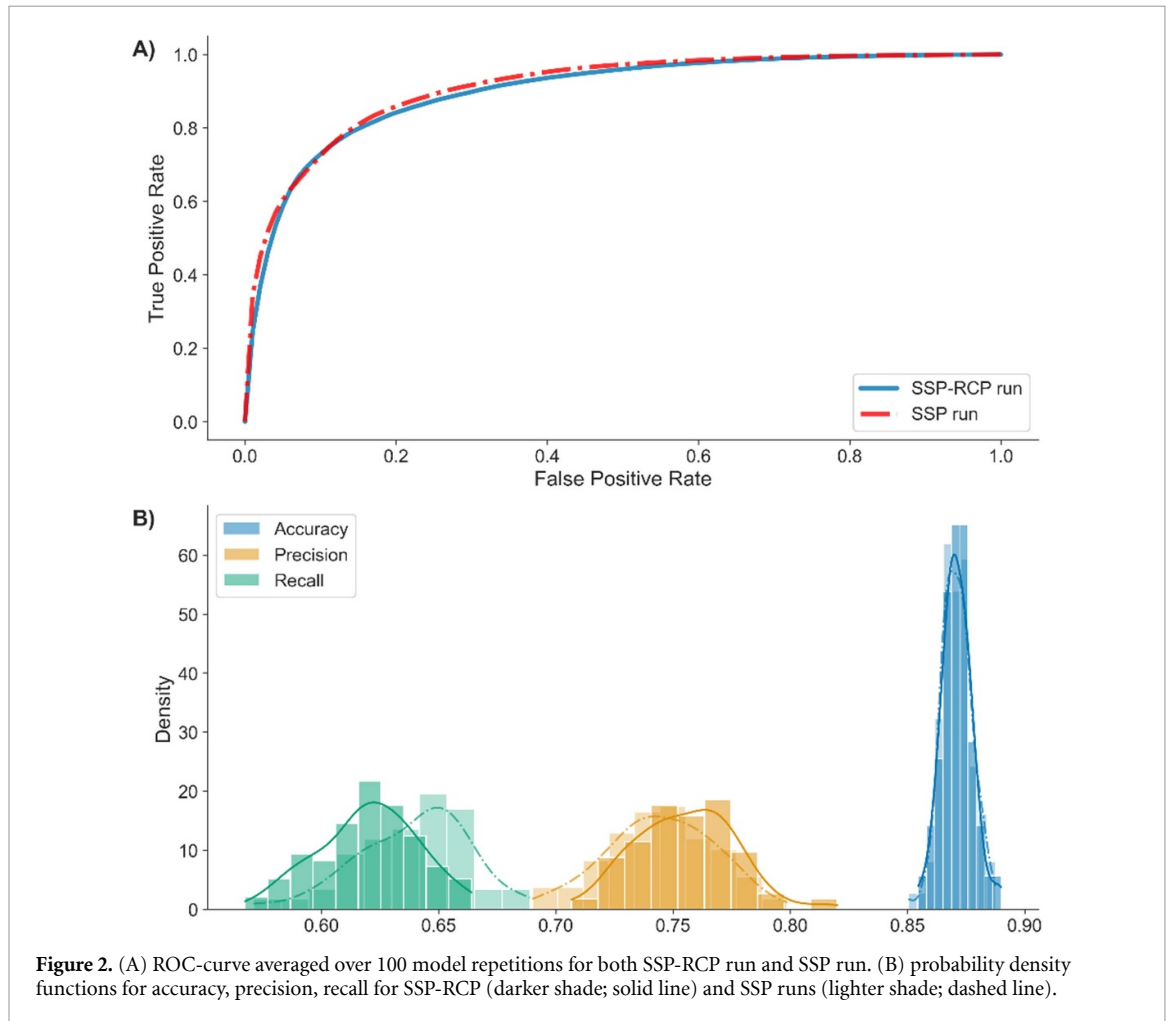 A)
1.0
0.8
0.6
0.4
0.2
0.0
True Positive Rate
SSP-RCP run
SSP run
0.0 0.2 0.4 0.6 0.8 1.0
False Positive Rate
B)
Accuracy
Precision
Recall
60
50
40
30
20
10
0
Density
0.60 0.65 0.70 0.75 0.80 0.85 0.90
Figure 2. (A) ROC-curve averaged over 100 model repetitions for both SSP-RCP run and SSP run. (B) probability density
functions for accuracy, precision, recall for SSP-RCP (darker shade; solid line) and SSP runs (lighter shade; dashed line).